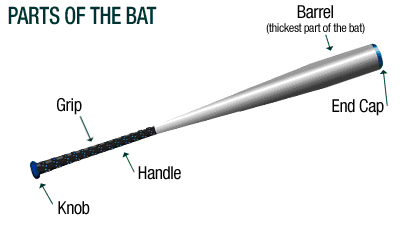 PARTS OF THE BAT
Barrel
(thickest part of the bat)
End Cap
Grip
Handle
Knob